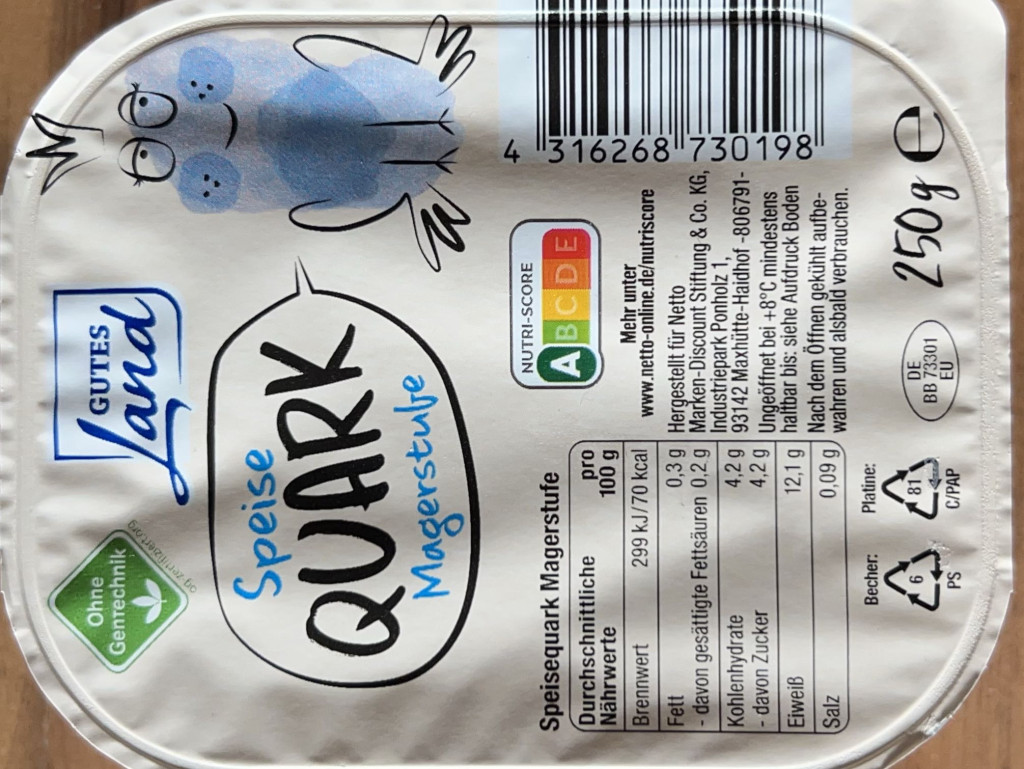 Ohne
GenTechnik
GUTES
Land
Speise
QUARK
Magerstufe
Speisequark Magerstufe
Durchschnittliche pro
Nährwerte 100 g
Brennwert 299 kJ/70 kcal
Fett 0,3 g
- davon gesättigte Fettsäuren 0,2 g
Kohlenhydrate 4,2 g
- davon Zucker 4,2 g
Eiweiß 12,1 g
Salz 0,09 g
NUTRI-SCORE
A B C D E
Mehr unter
www.netto-online.de/nutriscore
Hergestellt für Netto
Marken-Discount Stiftung & Co. KG,
Industriepark Ponholz 1,
93142 Maxhütte-Haidhof -806791-
Ungeöffnet bei +8°C mindestens
haltbar bis: siehe Aufdruck Boden
Nach dem Öffnen gekühlt aufbe-
wahren und alsbald verbrauchen.
4 316268 730198
Becher:
6
PS
Platine:
81
C/PAP
DE
BB 73301
EU
250g e